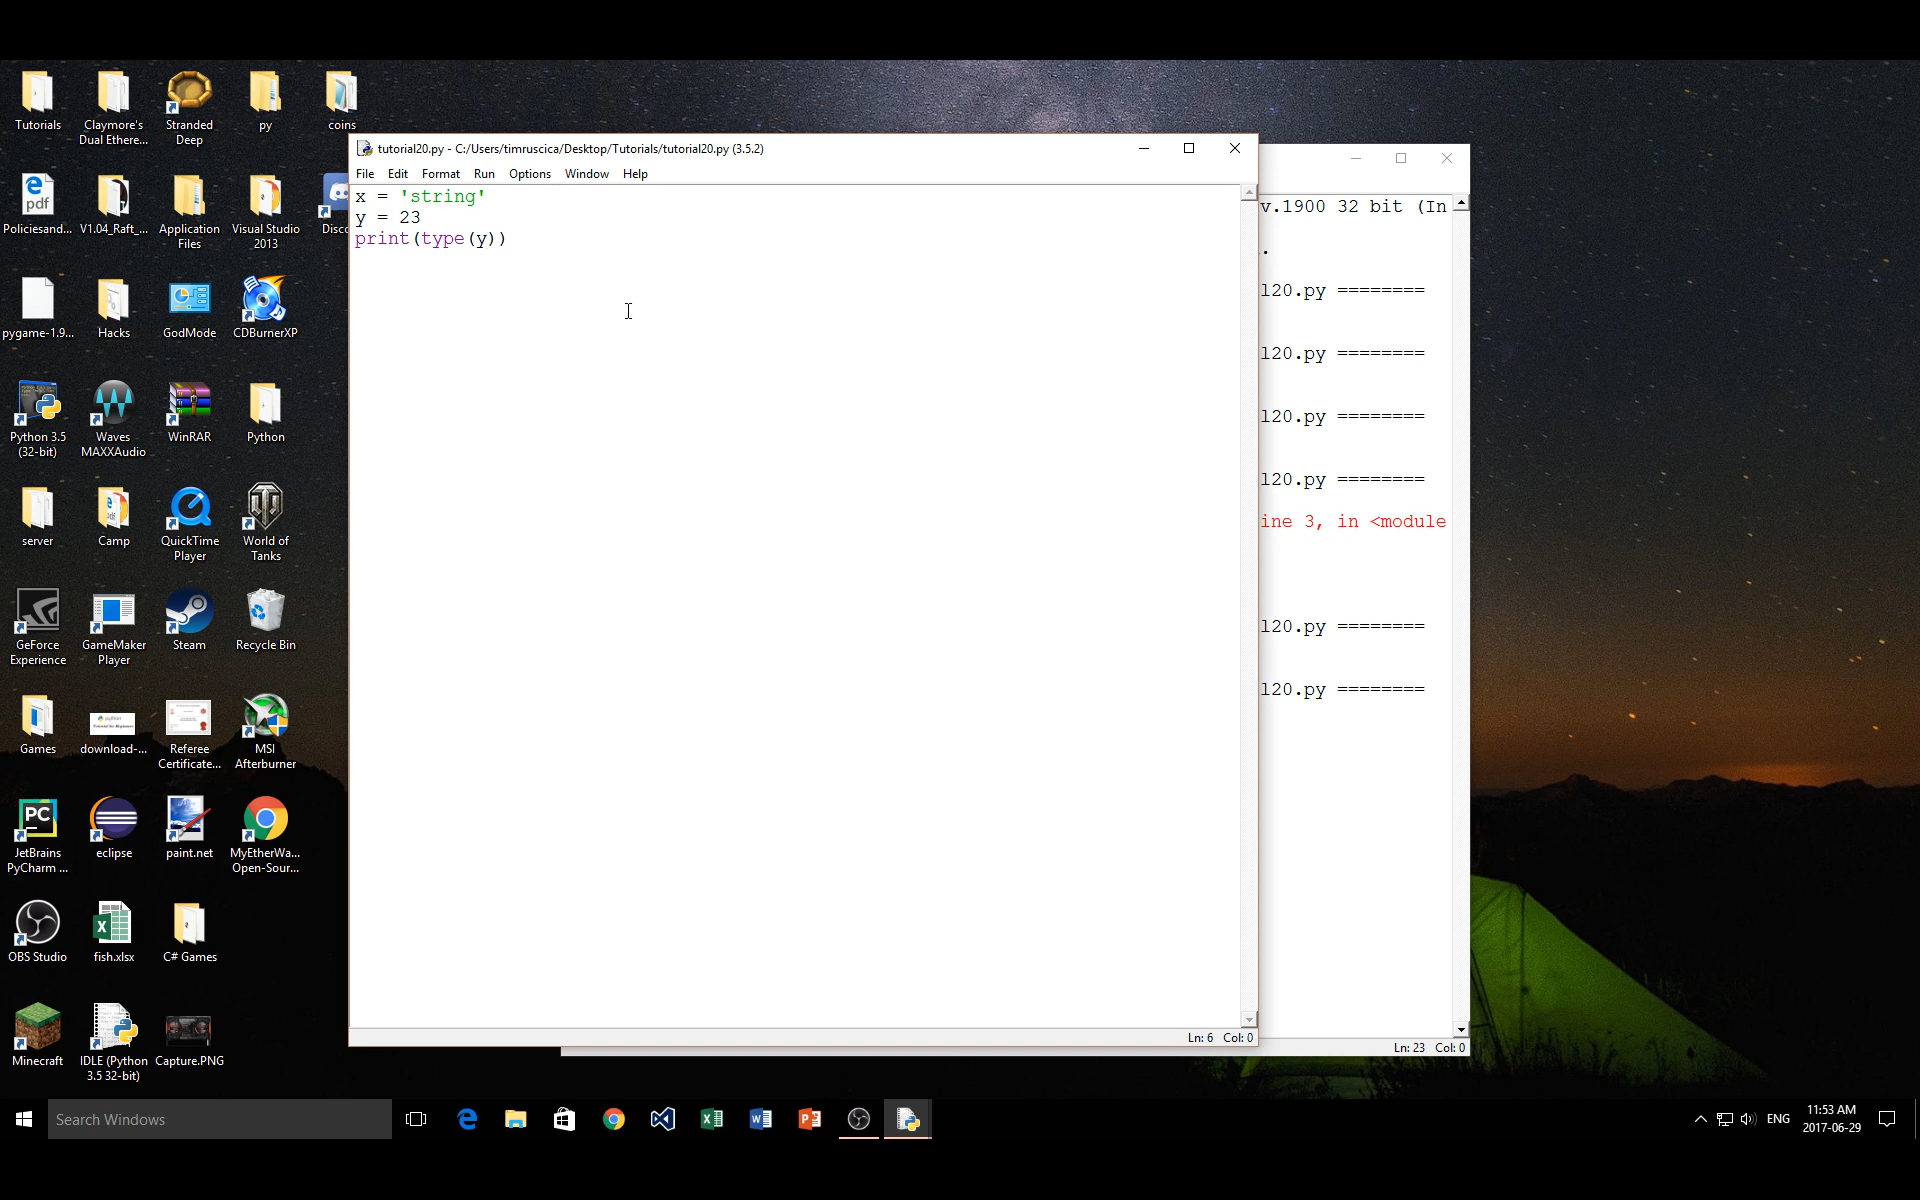 Tutorials
Claymore's
Dual Ethere...
Stranded
Deep
py
coins
Policiesand...
V1.04_Raft_...
Application
Files
Visual Studio
2013
Disco
pygame-1.9...
Hacks
GodMode
CDBurnerXP
Python 3.5
(32-bit)
Waves
MAXXAudio
WinRAR
Python
server
Camp
QuickTime
Player
World of
Tanks
GeForce
Experience
GameMaker
Player
Steam
Recycle Bin
Games
download-...
Referee
Certificate...
MSI
Afterburner
JetBrains
PyCharm ...
eclipse
paint.net
MyEtherWa...
Open-Sour...
OBS Studio
fish.xlsx
C# Games
Minecraft
IDLE (Python
3.5 32-bit)
Capture.PNG
tutorial20.py - C:/Users/timruscica/Desktop/Tutorials/tutorial20.py (3.5.2)
File Edit Format Run Options Window Help
x = 'string'
y = 23
print(type(y))
Ln: 6 Col: 0
v.1900 32 bit (In
.
l20.py ========
l20.py ========
l20.py ========
l20.py ========
ine 3, in <module
l20.py ========
l20.py ========
Ln: 23 Col: 0
Search Windows
ENG
11:53 AM
2017-06-29